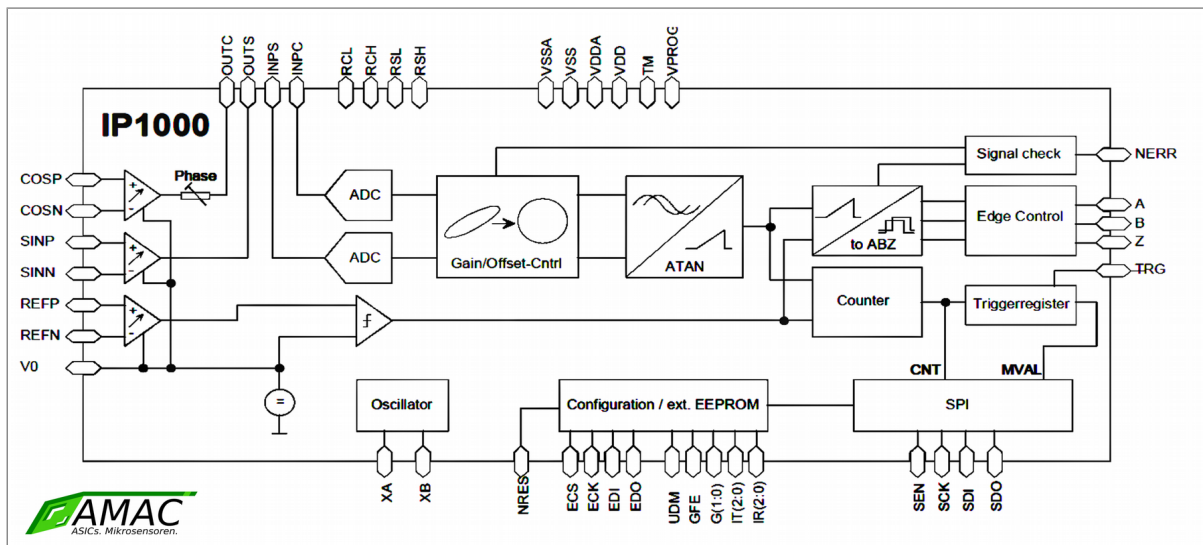 OUTC
OUTS
INPS
INPC
RCL
RCH
RSL
RSH
VSSA
VSS
VDDA
VDD
TM
VPROG
IP1000
COSP
COSN
SINP
SINN
REFP
REFN
V0
Phase
+
-
+
-
+
-
ADC
ADC
Gain/Offset-Cntrl
ATAN
to ABZ
Signal check
Edge Control
Counter
Triggerregister
NERR
A
B
Z
TRG
CNT
MVAL
=
Oscillator
Configuration / ext. EEPROM
SPI
XA
XB
NRES
ECS
ECK
EDI
EDO
UDM
GFE
G(1:0)
IT(2:0)
IR(2:0)
SEN
SCK
SDI
SDO
AMAC
ASICs. Mikrosensoren.